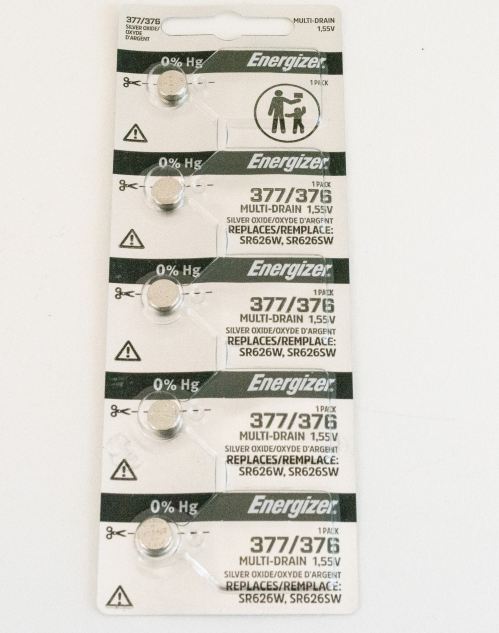 377/376
SILVER OXIDE/
OXYDE
D'ARGENT
MULTI-DRAIN
1,55V
0% Hg Energizer
1 PACK
0% Hg Energizer
1 PACK
377/376
MULTI-DRAIN 1,55V
SILVER OXIDE/OXYDE D'ARGENT
REPLACES/REMPLACE:
SR626W, SR626SW
0% Hg Energizer
1 PACK
377/376
MULTI-DRAIN 1,55V
SILVER OXIDE/OXYDE D'ARGENT
REPLACES/REMPLACE:
SR626W, SR626SW
0% Hg Energizer
1 PACK
377/376
MULTI-DRAIN 1,55V
SILVER OXIDE/OXYDE D'ARGENT
REPLACES/REMPLACE:
SR626W, SR626SW
0% Hg Energizer
1 PACK
377/376
MULTI-DRAIN 1,55V
SILVER OXIDE/OXYDE D'ARGENT
REPLACES/REMPLACE:
SR626W, SR626SW